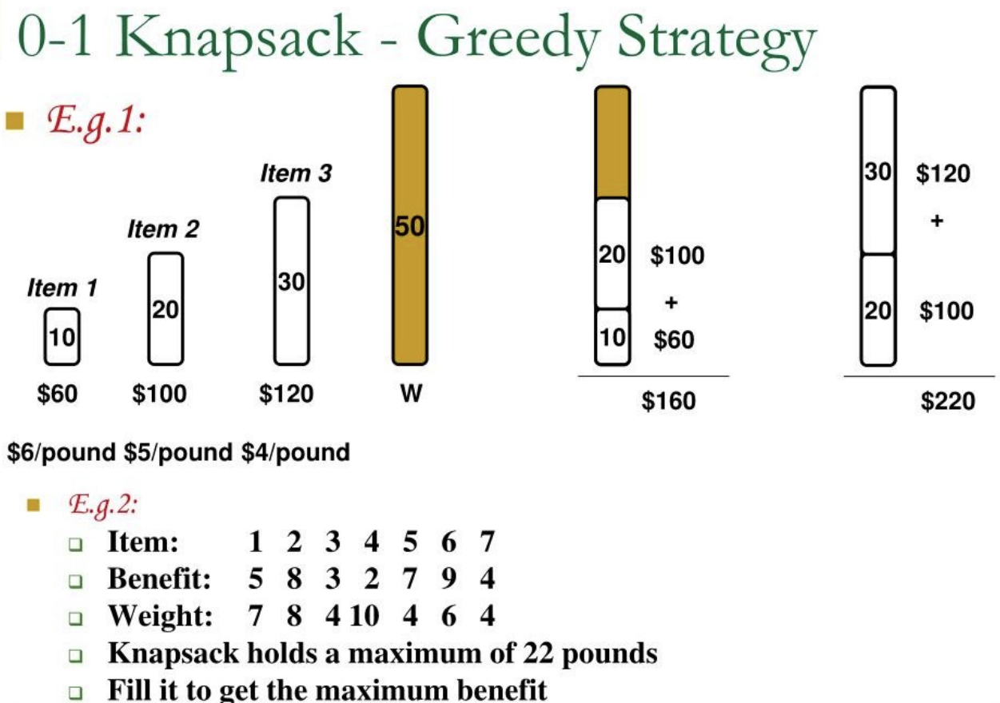 0-1 Knapsack - Greedy Strategy
E.g.1:
Item 1
10
$60
Item 2
20
$100
Item 3
30
$120
50
W
20 $100
+
10 $60
$160
30 $120
+
20 $100
$220
$6/pound $5/pound $4/pound
E.g.2:
Item: 1 2 3 4 5 6 7
Benefit: 5 8 3 2 7 9 4
Weight: 7 8 4 10 4 6 4
Knapsack holds a maximum of 22 pounds
Fill it to get the maximum benefit